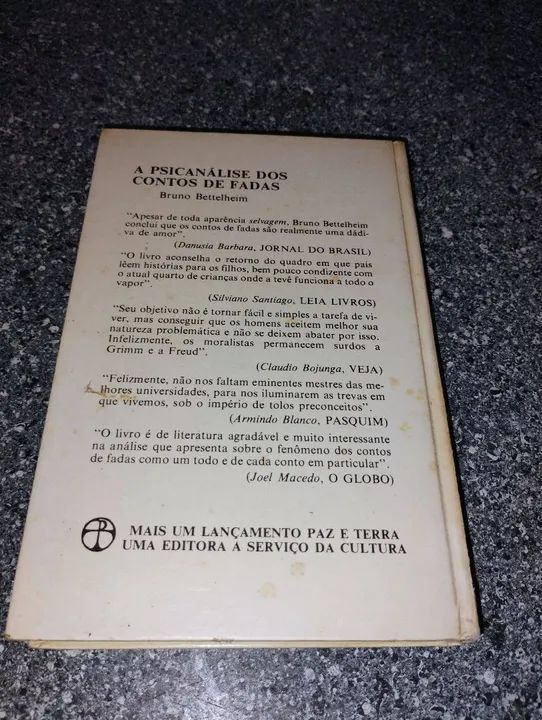 A PSICANÁLISE DOS
CONTOS DE FADAS
Bruno Bettelheim
"Apesar de toda aparência selvagem, Bruno Bettelheim
conclui que os contos de fadas são realmente uma dádi-
va de amor".
(Danusia Barbara, JORNAL DO BRASIL)
"O livro aconselha o retorno do quadro em que pais
lêem histórias para os filhos, bem pouco condizente com
o atual quarto de crianças onde a tevê funciona a todo o
vapor".
(Silviano Santiago, LEIA LIVROS)
"Seu objetivo não é tornar fácil e simples a tarefa de vi-
ver, mas conseguir que os homens aceitem melhor sua
natureza problemática e não se deixem abater por isso.
Infelizmente, os moralistas permanecem surdos a
Grimm e a Freud".
(Claudio Bojunga, VEJA)
"Felizmente, não nos faltam eminentes mestres das me-
lhores universidades, para nos iluminarem as trevas em
que vivemos, sob o império de tolos preconceitos".
(Armindo Blanco, PASQUIM)
"O livro é de literatura agradável e muito interessante
na análise que apresenta sobre o fenômeno dos contos
de fadas como um todo e de cada conto em particular".
(Joel Macedo, O GLOBO)
MAIS UM LANÇAMENTO PAZ E TERRA
UMA EDITORA A SERVIÇO DA CULTURA